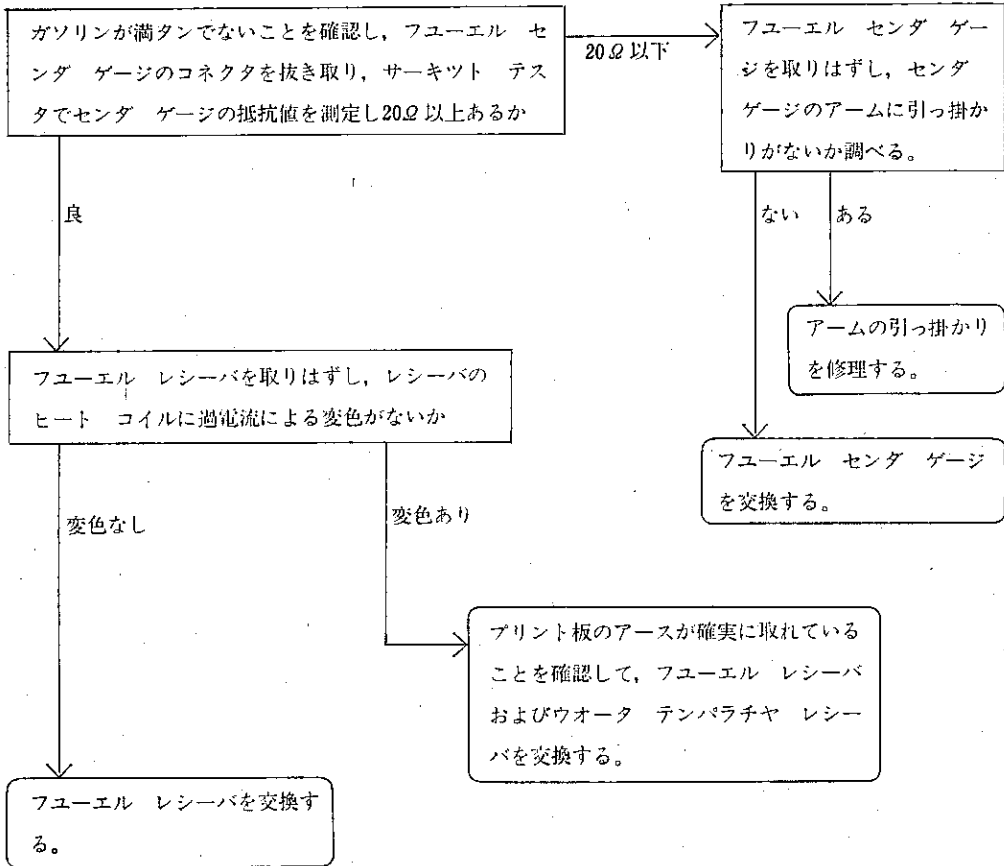 ガソリンが満タンでないことを確認し，フユーエル　セ
ンダ　ゲージのコネクタを抜き取り，サーキツト　テス
タでセンダ　ゲージの抵抗値を測定し20Ω以上あるか
20Ω以下
フユーエル　センダ　ゲー
ジを取りはずし，センダ
ゲージのアームに引っ掛か
りがないか調べる。
良
ない
ある
アームの引っ掛かり
を修理する。
フユーエル　レシーバを取りはずし，レシーバの
ヒート　コイルに過電流による変色がないか
フユーエル　センダ　ゲージ
を交換する。
変色なし
変色あり
プリント板のアースが確実に取れている
ことを確認して，フユーエル　レシーバ
およびウオータ　テンパラチヤ　レシー
バを交換する。
フユーエル　レシーバを交換す
る。